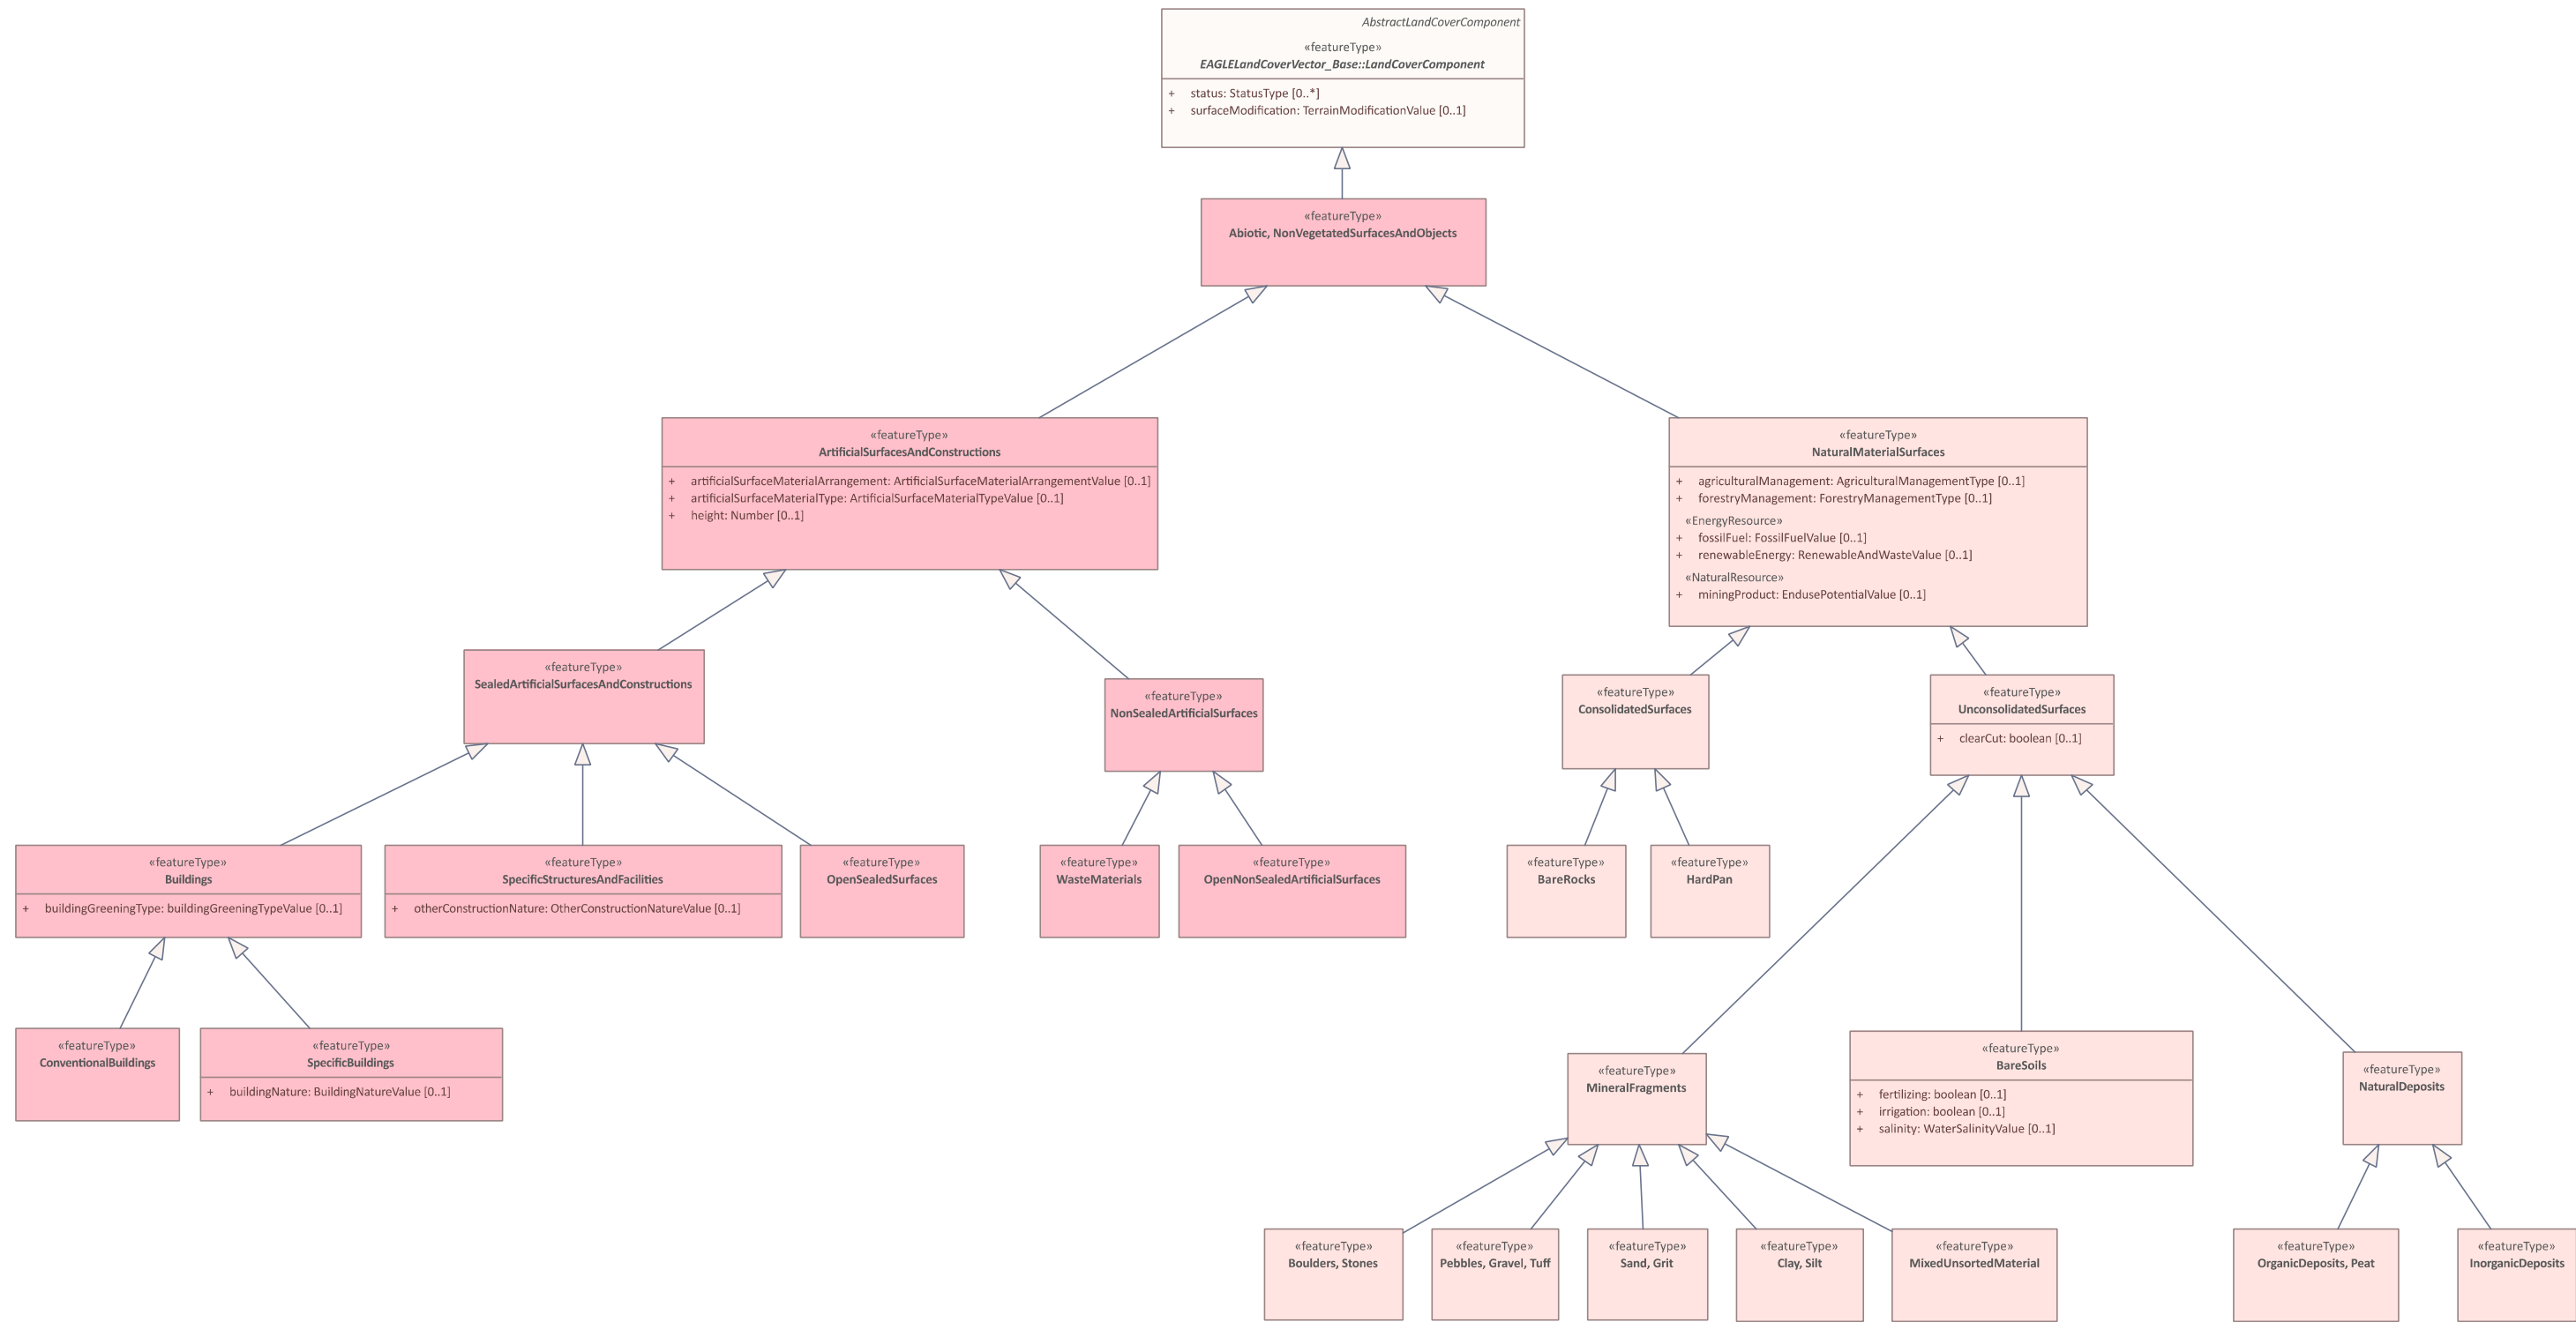 AbstractLandCoverComponent
«featureType»
EAGLELandCoverVector_Base::LandCoverComponent
+ status: StatusType [0..*]
+ surfaceModification: TerrainModificationValue [0..1]
«featureType»
Abiotic, NonVegetatedSurfacesAndObjects
«featureType»
ArtificialSurfacesAndConstructions
+ artificialSurfaceMaterialArrangement: ArtificialSurfaceMaterialArrangementValue [0..1]
+ artificialSurfaceMaterialType: ArtificialSurfaceMaterialTypeValue [0..1]
+ height: Number [0..1]
«featureType»
NaturalMaterialSurfaces
+ agriculturalManagement: AgriculturalManagementType [0..1]
+ forestryManagement: ForestryManagementType [0..1]
«EnergyResource»
+ fossilFuel: FossilFuelValue [0..1]
+ renewableEnergy: RenewableAndWasteValue [0..1]
«NaturalResource»
+ miningProduct: EndusePotentialValue [0..1]
«featureType»
SealedArtificialSurfacesAndConstructions
«featureType»
NonSealedArtificialSurfaces
«featureType»
ConsolidatedSurfaces
«featureType»
UnconsolidatedSurfaces
+ clearCut: boolean [0..1]
«featureType»
Buildings
+ buildingGreeningType: buildingGreeningTypeValue [0..1]
«featureType»
SpecificStructuresAndFacilities
+ otherConstructionNature: OtherConstructionNatureValue [0..1]
«featureType»
OpenSealedSurfaces
«featureType»
WasteMaterials
«featureType»
OpenNonSealedArtificialSurfaces
«featureType»
BareRocks
«featureType»
HardPan
«featureType»
ConventionalBuildings
«featureType»
SpecificBuildings
+ buildingNature: BuildingNatureValue [0..1]
«featureType»
MineralFragments
«featureType»
BareSoils
+ fertilizing: boolean [0..1]
+ irrigation: boolean [0..1]
+ salinity: WaterSalinityValue [0..1]
«featureType»
NaturalDeposits
«featureType»
Boulders, Stones
«featureType»
Pebbles, Gravel, Tuff
«featureType»
Sand, Grit
«featureType»
Clay, Silt
«featureType»
MixedUnsortedMaterial
«featureType»
OrganicDeposits, Peat
«featureType»
InorganicDeposits